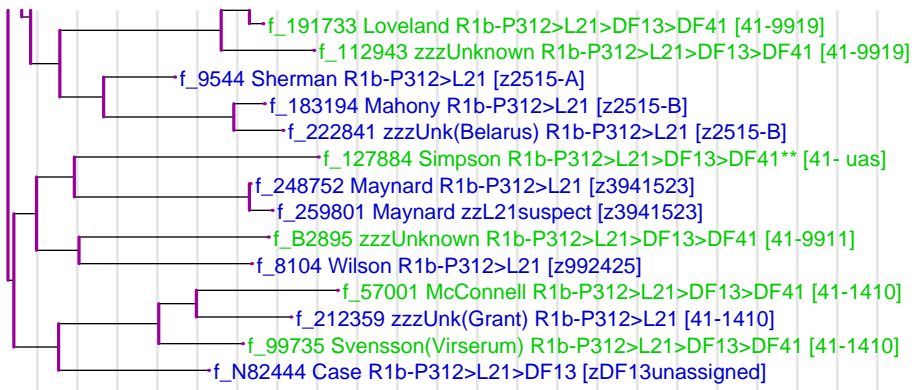 f_191733 Loveland R1b-P312>L21>DF13>DF41 [41-9919]
f_112943 zzzUnknown R1b-P312>L21>DF13>DF41 [41-9919]
f_9544 Sherman R1b-P312>L21 [z2515-A]
f_183194 Mahony R1b-P312>L21 [z2515-B]
f_222841 zzzUnk(Belarus) R1b-P312>L21 [z2515-B]
f_127884 Simpson R1b-P312>L21>DF13>DF41** [41- uas]
f_248752 Maynard R1b-P312>L21 [z3941523]
f_259801 Maynard zzL21suspect [z3941523]
f_B2895 zzzUnknown R1b-P312>L21>DF13>DF41 [41-9911]
f_8104 Wilson R1b-P312>L21 [z992425]
f_57001 McConnell R1b-P312>L21>DF13>DF41 [41-1410]
f_212359 zzzUnk(Grant) R1b-P312>L21 [41-1410]
f_99735 Svensson(Virserum) R1b-P312>L21>DF13>DF41 [41-1410]
f_N82444 Case R1b-P312>L21>DF13 [zDF13unassigned]